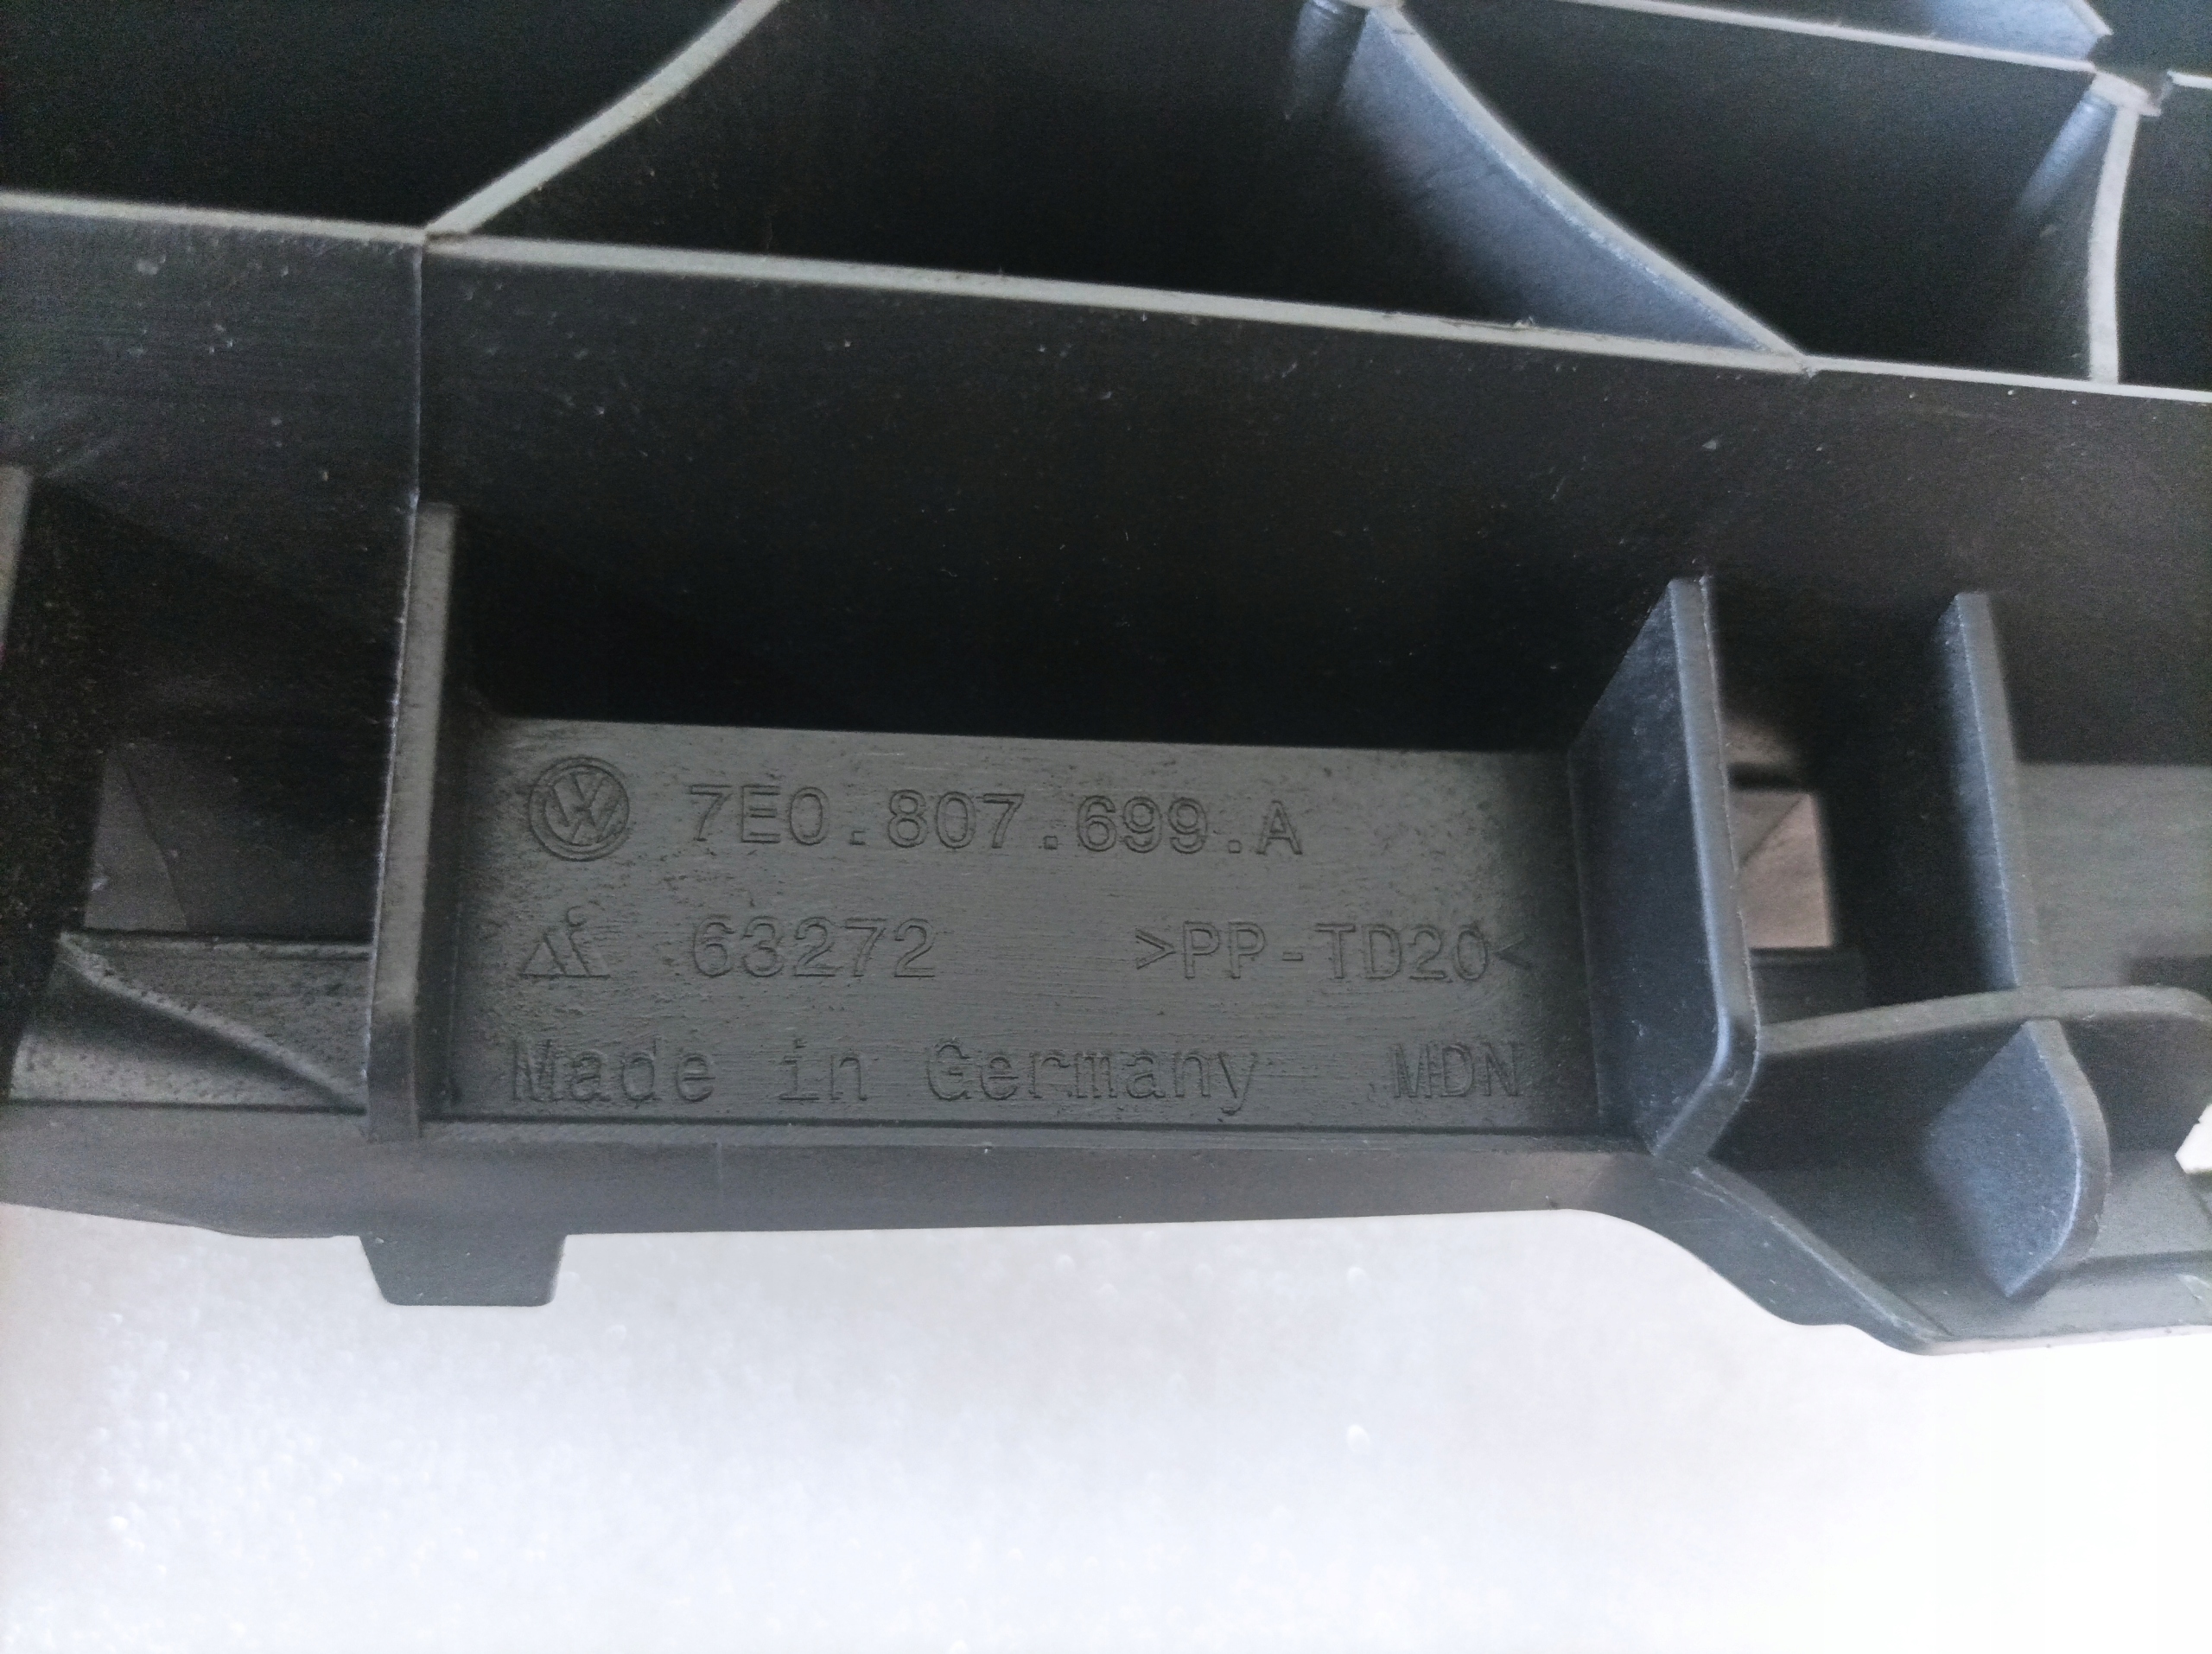 7E0.807.699.A
63272 >PP-TD20<
Made in Germany MDN